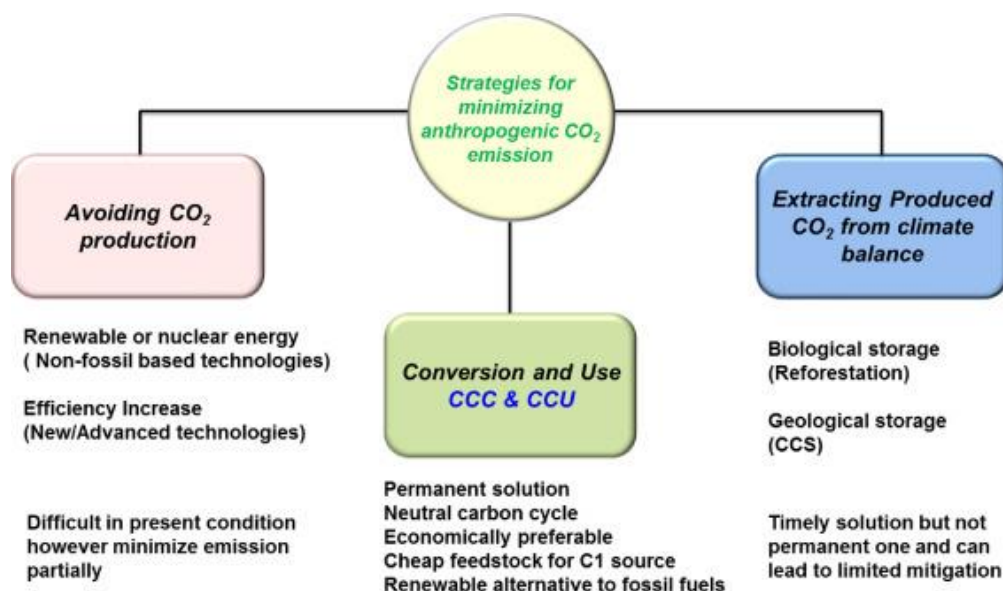 Strategies for
minimizing
anthropogenic CO₂
emission
Avoiding CO₂
production
Renewable or nuclear energy
( Non-fossil based technologies)
Efficiency Increase
(New/Advanced technologies)
Difficult in present condition
however minimize emission
partially
Conversion and Use
CCC & CCU
Permanent solution
Neutral carbon cycle
Economically preferable
Cheap feedstock for C1 source
Renewable alternative to fossil fuels
Extracting Produced
CO₂ from climate
balance
Biological storage
(Reforestation)
Geological storage
(CCS)
Timely solution but not
permanent one and can
lead to limited mitigation